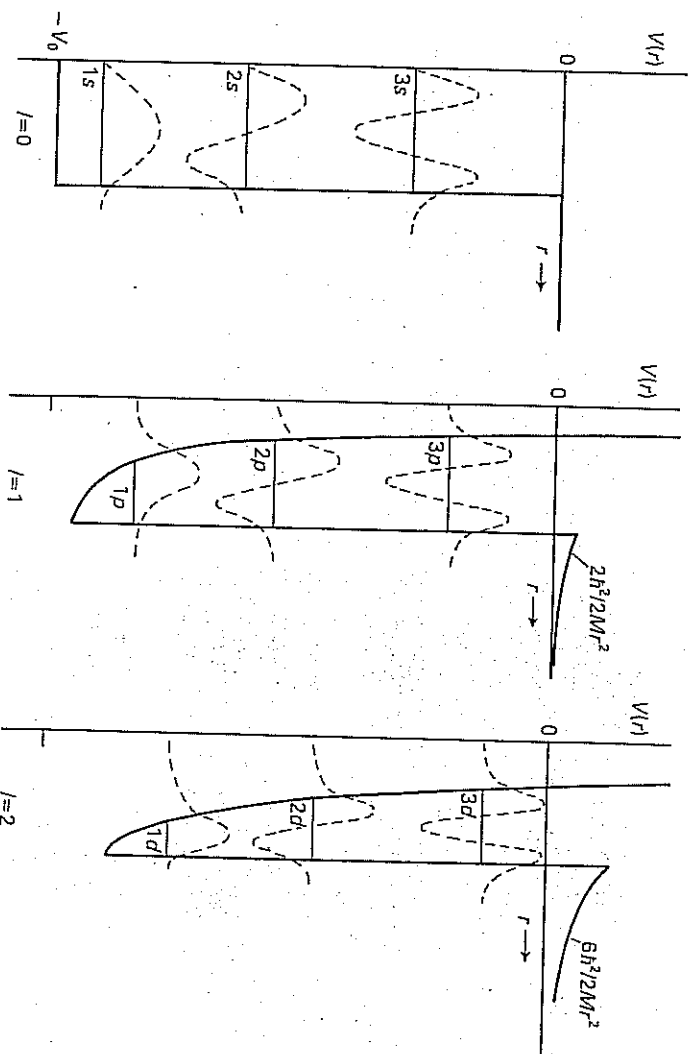 V(r)
0
3s
2s
1s
−V₀
r →
l=0
V(r)
0
2ħ²/2Mr²
r →
3p
2p
1p
l=1
V(r)
0
6ħ²/2Mr²
r →
3d
2d
1d
l=2